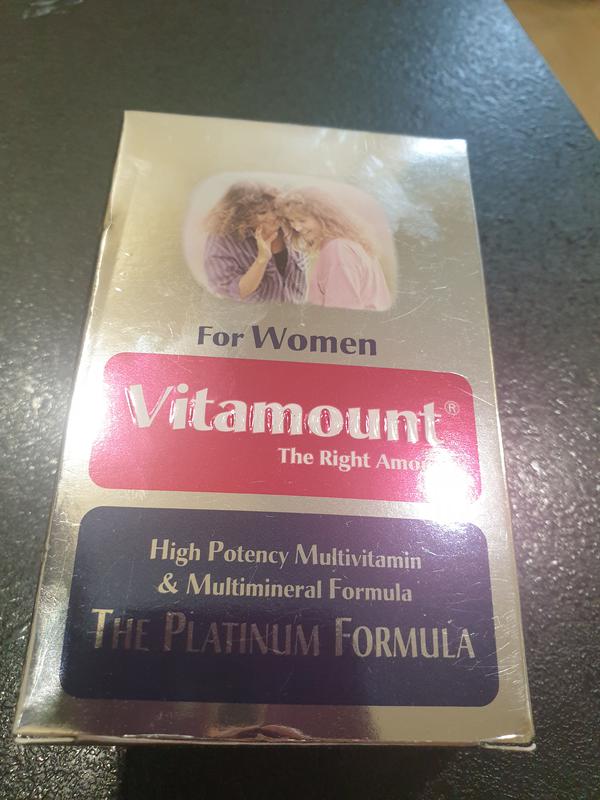 For Women
Vitamount®
The Right
High Potency Multivitamin
& Multimineral Formula
THE PLATINUM FORMULA